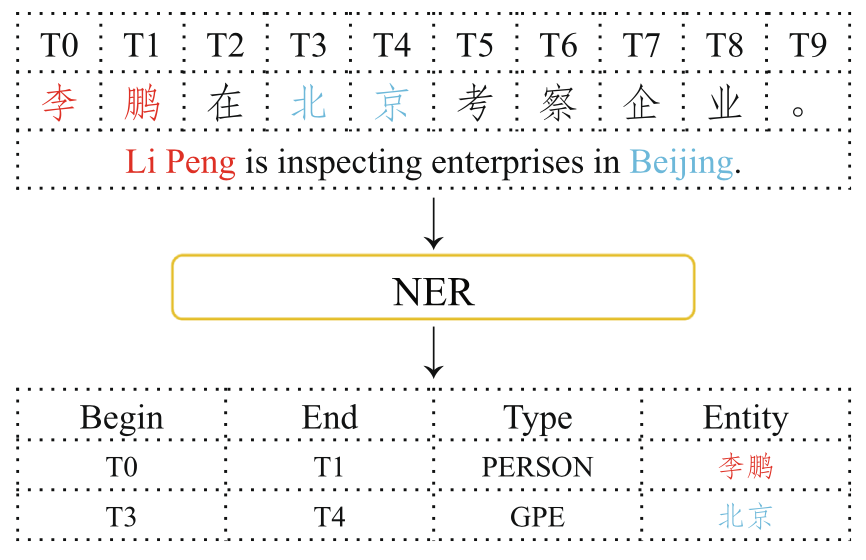 T0 T1 T2 T3 T4 T5 T6 T7 T8 T9
李 鹏 在 北 京 考 察 企 业 。
Li Peng is inspecting enterprises in Beijing.
NER
Begin End Type Entity
T0 T1 PERSON 李鹏
T3 T4 GPE 北京